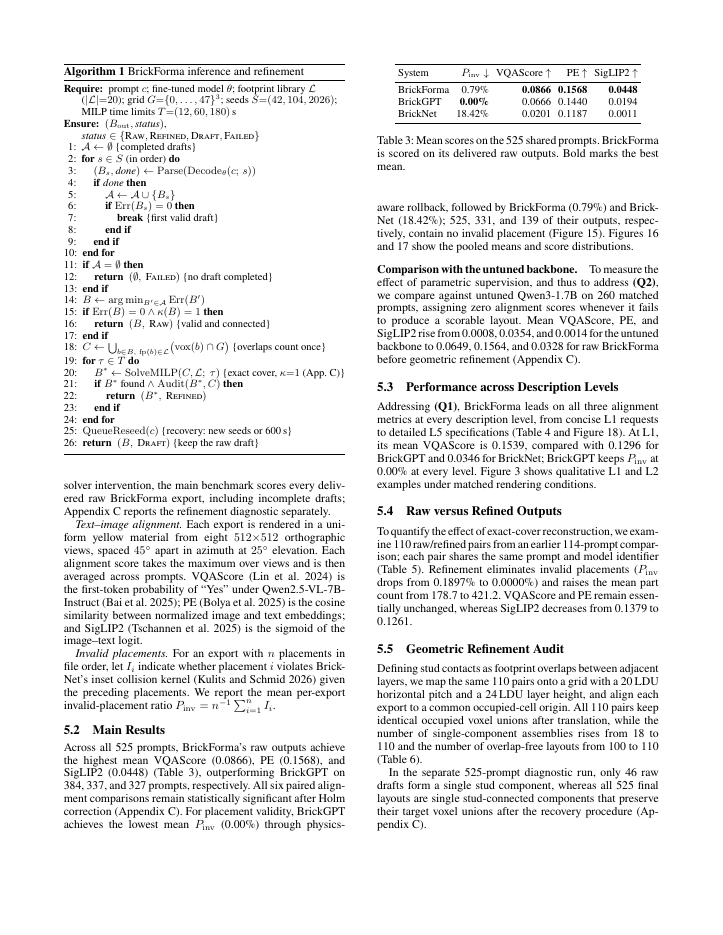 Algorithm 1 BrickForma inference and refinement
Require: prompt c; fine-tuned model θ; footprint library ℒ
(|ℒ|=20); grid G={0, . . . , 47}³; seeds S=(42, 104, 2026);
MILP time limits T=(12, 60, 180) s
Ensure: (B_out, status),
status ∈ {RAW, REFINED, DRAFT, FAILED}
1: 𝒜 ← ∅ {completed drafts}
2: for s ∈ S (in order) do
3: (B_s, done) ← Parse(Decode_θ(c; s))
4: if done then
5: 𝒜 ← 𝒜 ∪ {B_s}
6: if Err(B_s) = 0 then
7: break {first valid draft}
8: end if
9: end if
10: end for
11: if 𝒜 = ∅ then
12: return (∅, FAILED) {no draft completed}
13: end if
14: B ← arg min_{B′∈𝒜} Err(B′)
15: if Err(B) = 0 ∧ κ(B) = 1 then
16: return (B, RAW) {valid and connected}
17: end if
18: C ← ⋃_{b∈B, fp(b)∈ℒ} (vox(b) ∩ G) {overlaps count once}
19: for τ ∈ T do
20: B* ← SolveMILP(C, ℒ; τ) {exact cover, κ=1 (App. C)}
21: if B* found ∧ Audit(B*, C) then
22: return (B*, REFINED)
23: end if
24: end for
25: QueueReseed(c) {recovery: new seeds or 600 s}
26: return (B, DRAFT) {keep the raw draft}
solver intervention, the main benchmark scores every deliv-
ered raw BrickForma export, including incomplete drafts;
Appendix C reports the refinement diagnostic separately.
Text–image alignment. Each export is rendered in a uni-
form yellow material from eight 512×512 orthographic
views, spaced 45° apart in azimuth at 25° elevation. Each
alignment score takes the maximum over views and is then
averaged across prompts. VQAScore (Lin et al. 2024) is
the first-token probability of “Yes” under Qwen2.5-VL-7B-
Instruct (Bai et al. 2025); PE (Bolya et al. 2025) is the cosine
similarity between normalized image and text embeddings;
and SigLIP2 (Tschannen et al. 2025) is the sigmoid of the
image–text logit.
Invalid placements. For an export with n placements in
file order, let I_i indicate whether placement i violates Brick-
Net’s inset collision kernel (Kulits and Schmid 2026) given
the preceding placements. We report the mean per-export
invalid-placement ratio P_inv = n⁻¹ ∑ⁿ_{i=1} I_i.
5.2 Main Results
Across all 525 prompts, BrickForma’s raw outputs achieve
the highest mean VQAScore (0.0866), PE (0.1568), and
SigLIP2 (0.0448) (Table 3), outperforming BrickGPT on
384, 337, and 327 prompts, respectively. All six paired align-
ment comparisons remain statistically significant after Holm
correction (Appendix C). For placement validity, BrickGPT
achieves the lowest mean P_inv (0.00%) through physics-
System P_inv ↓ VQAScore ↑ PE ↑ SigLIP2 ↑
BrickForma 0.79% 0.0866 0.1568 0.0448
BrickGPT 0.00% 0.0666 0.1440 0.0194
BrickNet 18.42% 0.0201 0.1187 0.0011
Table 3: Mean scores on the 525 shared prompts. BrickForma
is scored on its delivered raw outputs. Bold marks the best
mean.
aware rollback, followed by BrickForma (0.79%) and Brick-
Net (18.42%); 525, 331, and 139 of their outputs, respec-
tively, contain no invalid placement (Figure 15). Figures 16
and 17 show the pooled means and score distributions.
Comparison with the untuned backbone. To measure the
effect of parametric supervision, and thus to address (Q2),
we compare against untuned Qwen3-1.7B on 260 matched
prompts, assigning zero alignment scores whenever it fails
to produce a scorable layout. Mean VQAScore, PE, and
SigLIP2 rise from 0.0008, 0.0354, and 0.0014 for the untuned
backbone to 0.0649, 0.1564, and 0.0328 for raw BrickForma
before geometric refinement (Appendix C).
5.3 Performance across Description Levels
Addressing (Q1), BrickForma leads on all three alignment
metrics at every description level, from concise L1 requests
to detailed L5 specifications (Table 4 and Figure 18). At L1,
its mean VQAScore is 0.1539, compared with 0.1296 for
BrickGPT and 0.0346 for BrickNet; BrickGPT keeps P_inv at
0.00% at every level. Figure 3 shows qualitative L1 and L2
examples under matched rendering conditions.
5.4 Raw versus Refined Outputs
To quantify the effect of exact-cover reconstruction, we exam-
ine 110 raw/refined pairs from an earlier 114-prompt compar-
ison; each pair shares the same prompt and model identifier
(Table 5). Refinement eliminates invalid placements (P_inv
drops from 0.1897% to 0.0000%) and raises the mean part
count from 178.7 to 421.2. VQAScore and PE remain essen-
tially unchanged, whereas SigLIP2 decreases from 0.1379 to
0.1261.
5.5 Geometric Refinement Audit
Defining stud contacts as footprint overlaps between adjacent
layers, we map the same 110 pairs onto a grid with a 20 LDU
horizontal pitch and a 24 LDU layer height, and align each
export to a common occupied-cell origin. All 110 pairs keep
identical occupied voxel unions after translation, while the
number of single-component assemblies rises from 18 to
110 and the number of overlap-free layouts from 100 to 110
(Table 6).
In the separate 525-prompt diagnostic run, only 46 raw
drafts form a single stud component, whereas all 525 final
layouts are single stud-connected components that preserve
their target voxel unions after the recovery procedure (Ap-
pendix C).